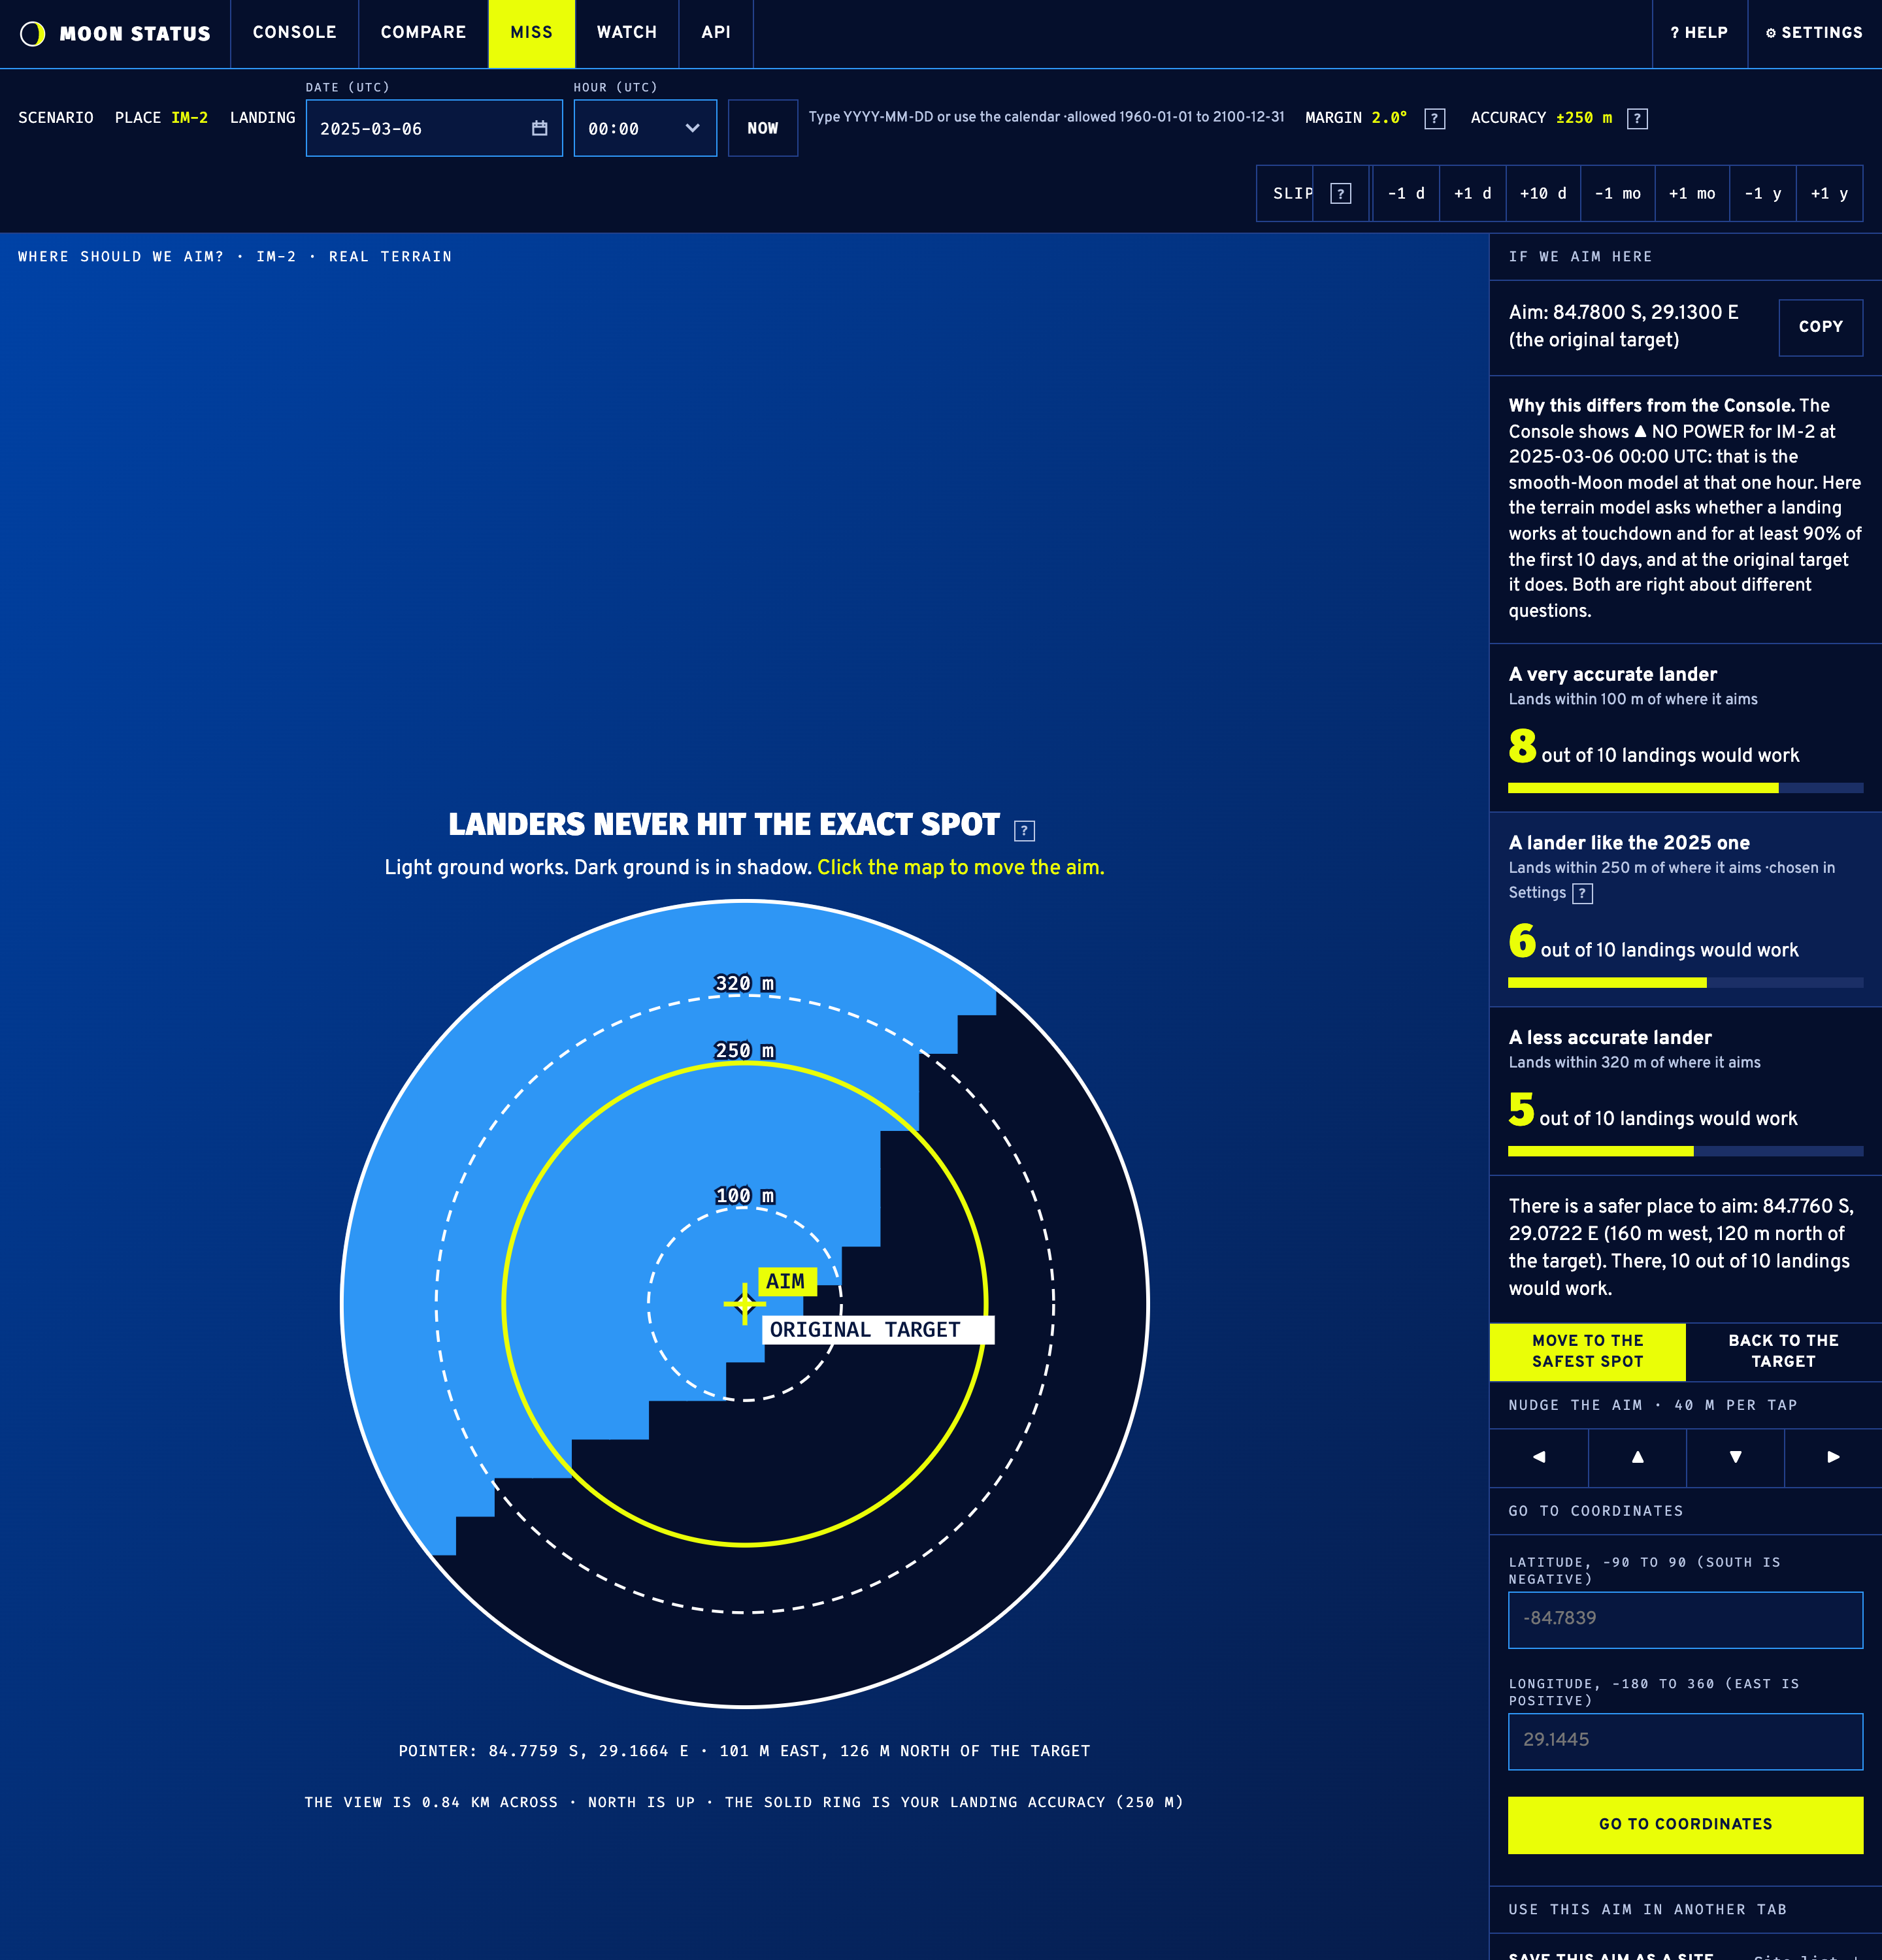 MOON STATUS
CONSOLE
COMPARE
MISS
WATCH
API
? HELP
⚙ SETTINGS
DATE (UTC)
HOUR (UTC)
SCENARIO PLACE IM-2 LANDING
2025-03-06
00:00
NOW
Type YYYY-MM-DD or use the calendar ·allowed 1960-01-01 to 2100-12-31
MARGIN 2.0° ?
ACCURACY ±250 m ?
SLIP ?
-1 d
+1 d
+10 d
-1 mo
+1 mo
-1 y
+1 y
WHERE SHOULD WE AIM? · IM-2 · REAL TERRAIN
LANDERS NEVER HIT THE EXACT SPOT ?
Light ground works. Dark ground is in shadow. Click the map to move the aim.
320 m
250 m
100 m
AIM
ORIGINAL TARGET
POINTER: 84.7759 S, 29.1664 E · 101 M EAST, 126 M NORTH OF THE TARGET
THE VIEW IS 0.84 KM ACROSS · NORTH IS UP · THE SOLID RING IS YOUR LANDING ACCURACY (250 M)
IF WE AIM HERE
Aim: 84.7800 S, 29.1300 E
(the original target)
COPY
Why this differs from the Console. The
Console shows ▲ NO POWER for IM-2 at
2025-03-06 00:00 UTC: that is the
smooth-Moon model at that one hour. Here
the terrain model asks whether a landing
works at touchdown and for at least 90% of
the first 10 days, and at the original target
it does. Both are right about different
questions.
A very accurate lander
Lands within 100 m of where it aims
8 out of 10 landings would work
A lander like the 2025 one
Lands within 250 m of where it aims ·chosen in
Settings ?
6 out of 10 landings would work
A less accurate lander
Lands within 320 m of where it aims
5 out of 10 landings would work
There is a safer place to aim: 84.7760 S,
29.0722 E (160 m west, 120 m north of
the target). There, 10 out of 10 landings
would work.
MOVE TO THE
SAFEST SPOT
BACK TO THE
TARGET
NUDGE THE AIM · 40 M PER TAP
◀ ▲ ▼ ▶
GO TO COORDINATES
LATITUDE, -90 TO 90 (SOUTH IS
NEGATIVE)
-84.7839
LONGITUDE, -180 TO 360 (EAST IS
POSITIVE)
29.1445
GO TO COORDINATES
USE THIS AIM IN ANOTHER TAB
SAVE THIS AIM AS A SITE